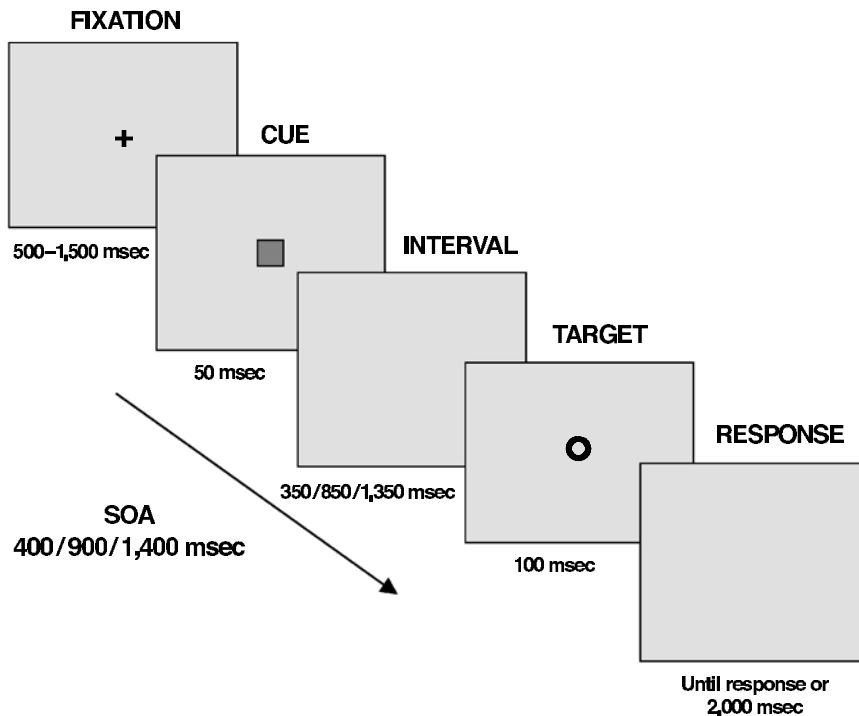 FIXATION
CUE
500–1,500 msec
INTERVAL
50 msec
TARGET
350/850/1,350 msec
RESPONSE
SOA
400/900/1,400 msec
100 msec
Until response or
2,000 msec